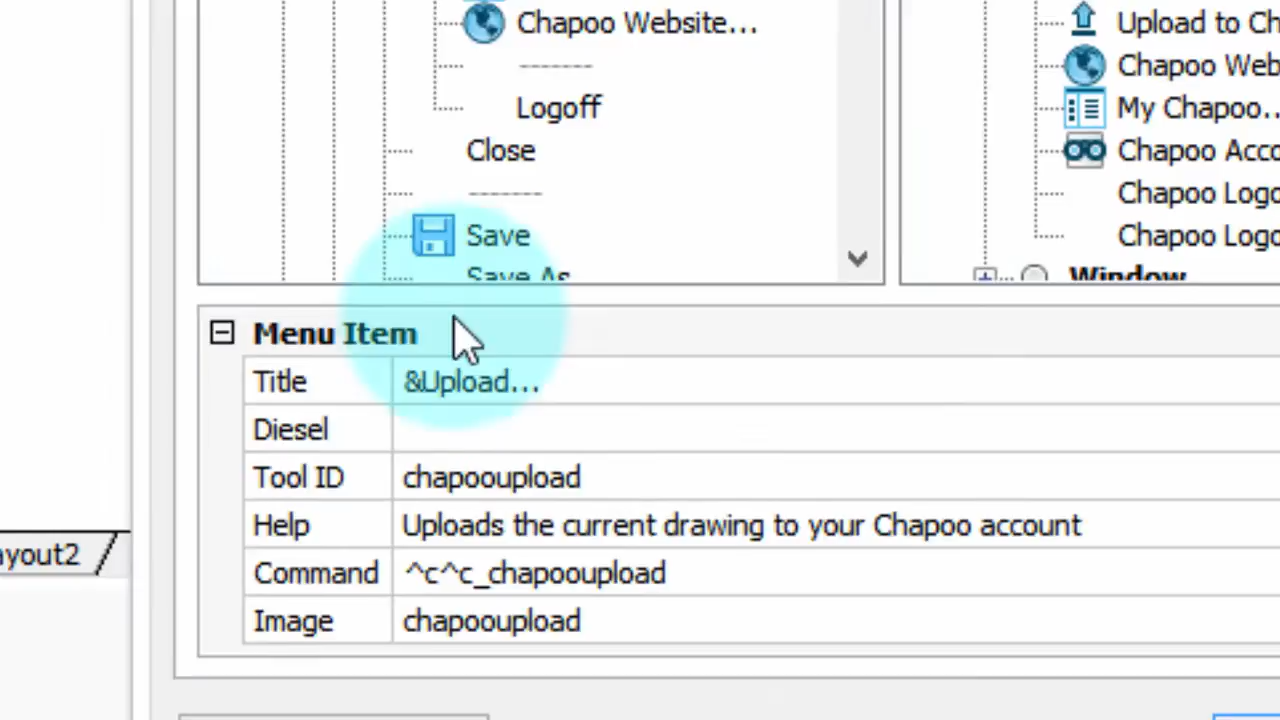 Chapoo Website...
-------
Logoff
Close
-------
Save
Save As
Upload to Ch
Chapoo Web
My Chapoo..
Chapoo Acco
Chapoo Logo
Chapoo Logo
Window
Menu Item
Title &Upload...
Diesel
Tool ID chapooupload
Help Uploads the current drawing to your Chapoo account
Command ^c^c_chapooupload
Image chapooupload
ayout2